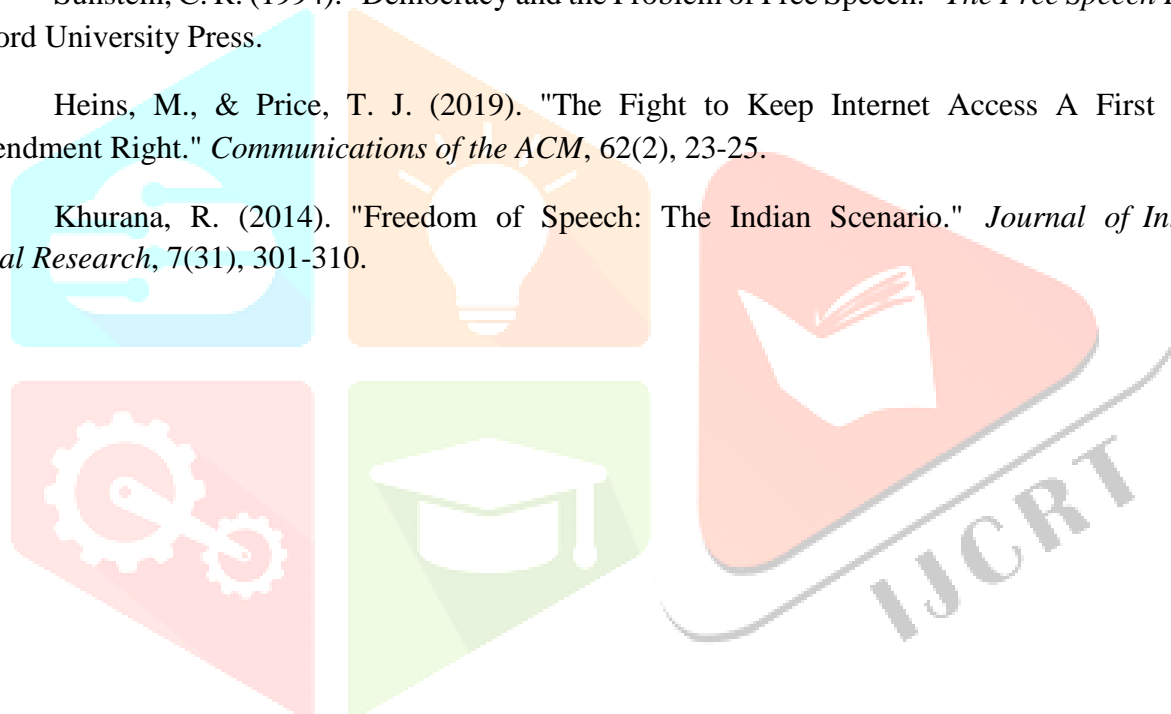 Sunstein, C. R. (1994). "Democracy and the Problem of Free Speech." The Free Speech
ord University Press.
Heins, M., & Price, T. J. (2019). "The Fight to Keep Internet Access A First
endment Right." Communications of the ACM, 62(2), 23-25.
Khurana, R. (2014). "Freedom of Speech: The Indian Scenario." Journal of
al Research, 7(31), 301-310.
IJCRT